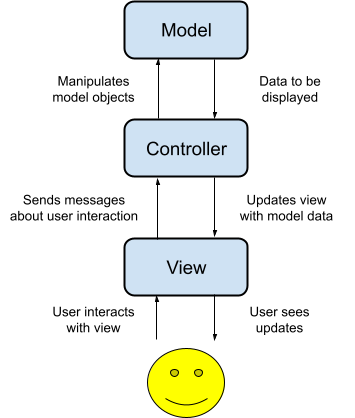 Model
Manipulates
model objects
Data to be
displayed
Controller
Sends messages
about user interaction
Updates view
with model data
View
User interacts
with view
User sees
updates